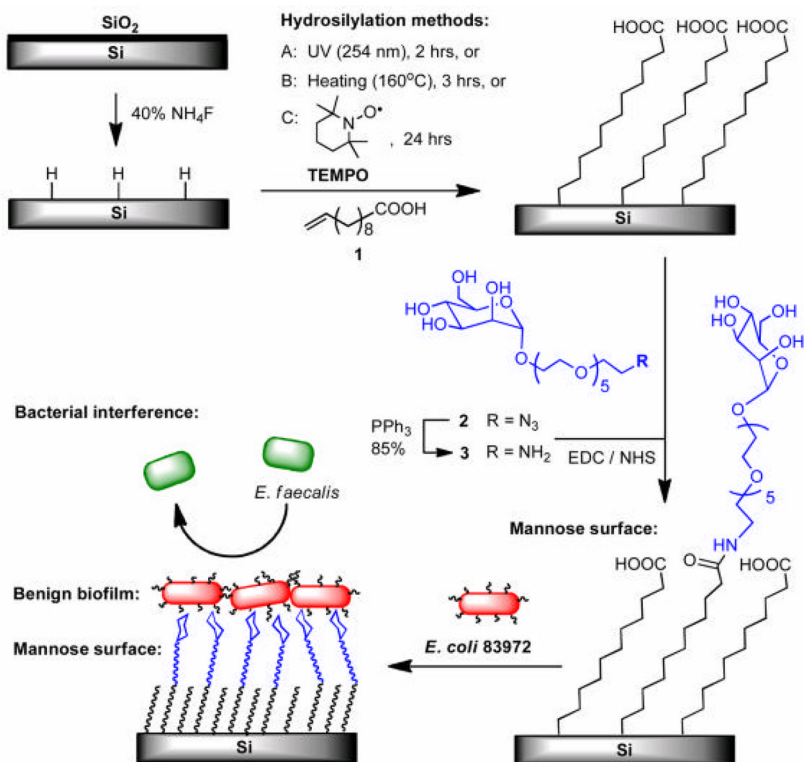 SiO2
Si
40% NH4F
H H H
Si
Hydrosilylation methods:
A: UV (254 nm), 2 hrs, or
B: Heating (160°C), 3 hrs, or
C: N O• , 24 hrs
TEMPO
COOH
8
1
HOOC HOOC HOOC
Si
OH OH
HO O
HO
O
O
5
R
PPh3
85%
2 R = N3
3 R = NH2
EDC / NHS
HO OH
HO O
HO OH
O
O
5
Mannose surface:
HN
O
HOOC HOOC
Si
Bacterial interference:
E. faecalis
Benign biofilm:
Mannose surface:
E. coli 83972
Si